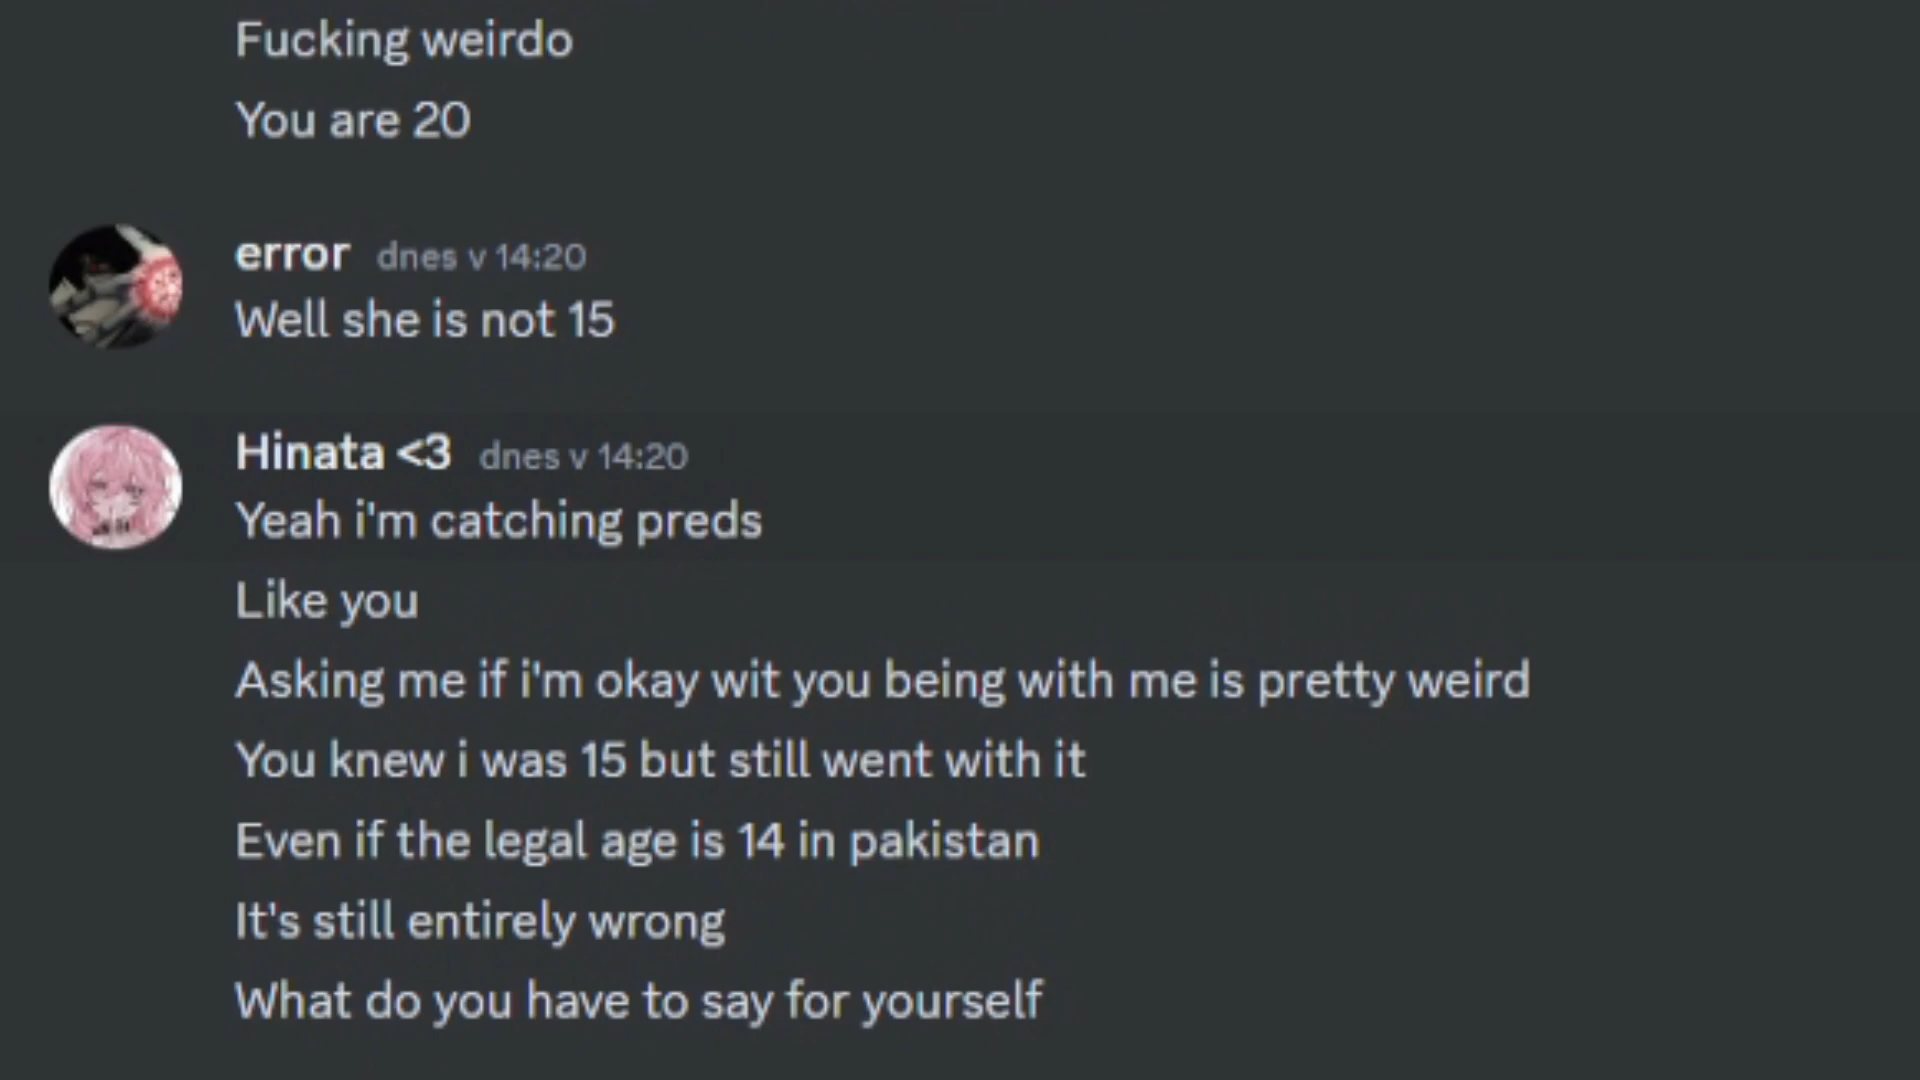 Fucking weirdo
You are 20
error dnes v 14:20
Well she is not 15
Hinata <3 dnes v 14:20
Yeah i'm catching preds
Like you
Asking me if i'm okay wit you being with me is pretty weird
You knew i was 15 but still went with it
Even if the legal age is 14 in pakistan
It's still entirely wrong
What do you have to say for yourself